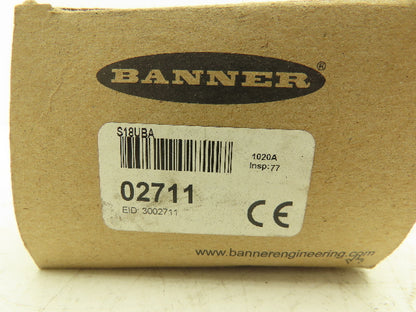 BANNER®
S18UBA
1020A
Insp:77
02711
EID: 3002711
CE
www.bannerengineering.com